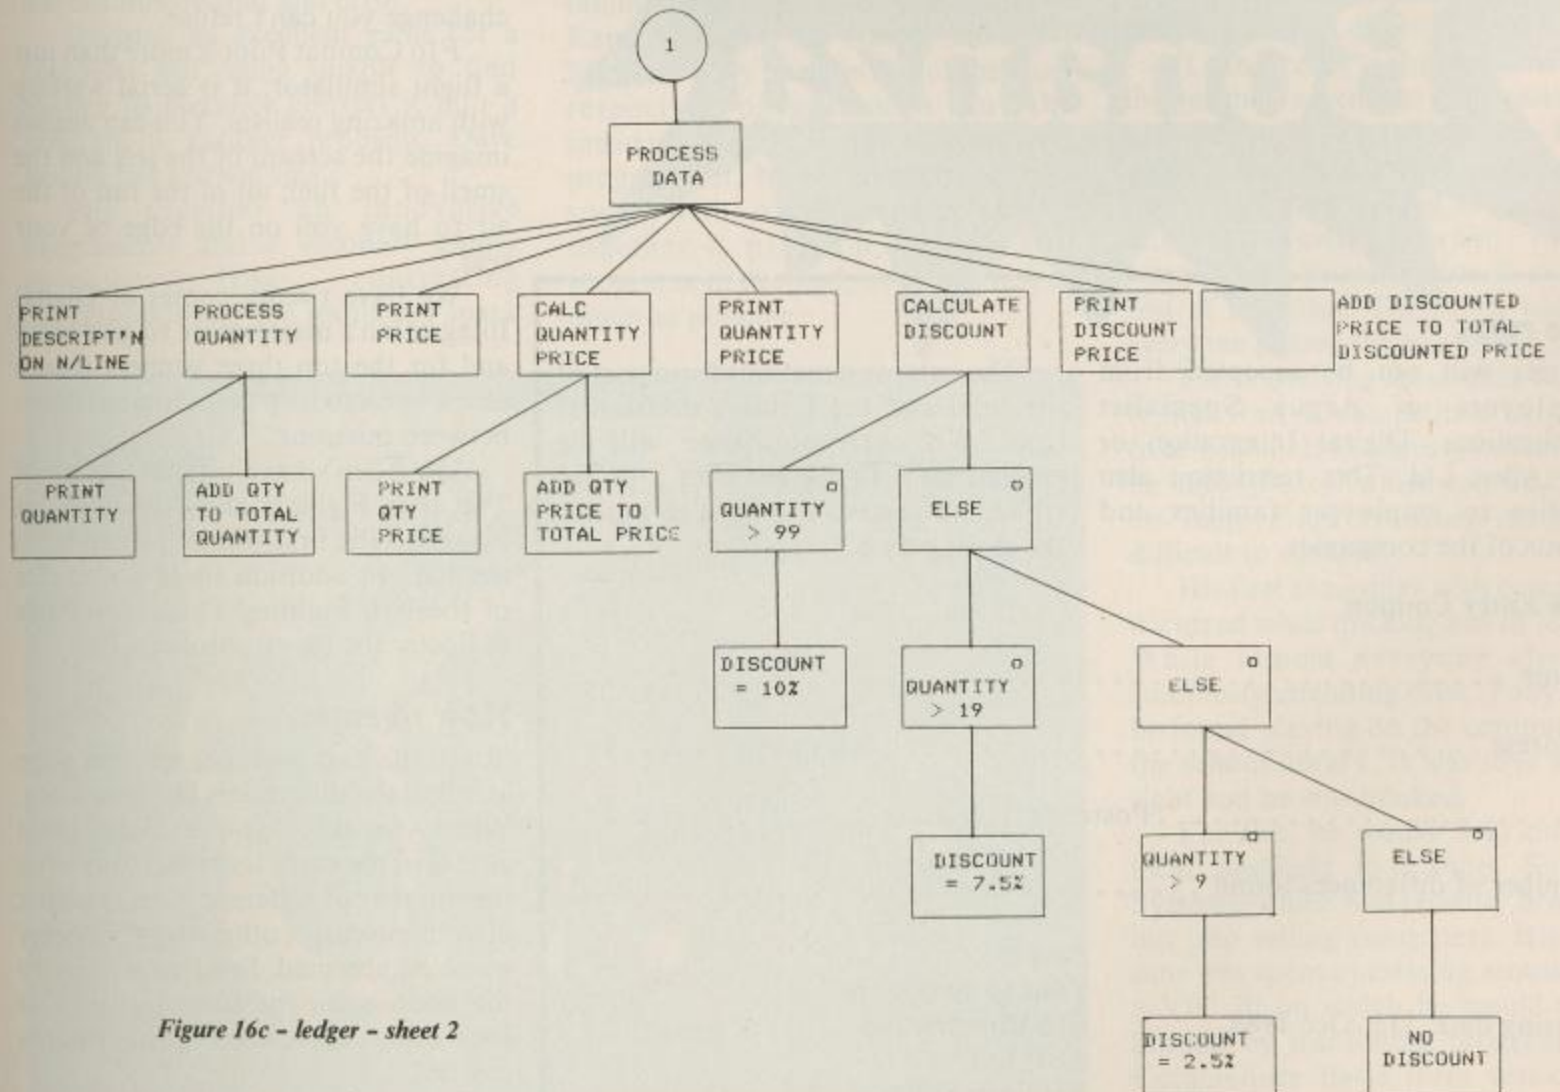 1
PROCESS
DATA
PRINT
DESCRIPT'N
ON N/LINE
PROCESS
QUANTITY
PRINT
PRICE
CALC
QUANTITY
PRICE
PRINT
QUANTITY
PRICE
CALCULATE
DISCOUNT
PRINT
DISCOUNT
PRICE
ADD DISCOUNTED
PRICE TO TOTAL
DISCOUNTED PRICE
PRINT
QUANTITY
ADD QTY
TO TOTAL
QUANTITY
PRINT
QTY
PRICE
ADD QTY
PRICE TO
TOTAL PRICE
QUANTITY
> 99
ELSE
DISCOUNT
= 10%
QUANTITY
> 19
ELSE
DISCOUNT
= 7.5%
QUANTITY
> 9
ELSE
DISCOUNT
= 2.5%
NO
DISCOUNT
Figure 16c – ledger – sheet 2